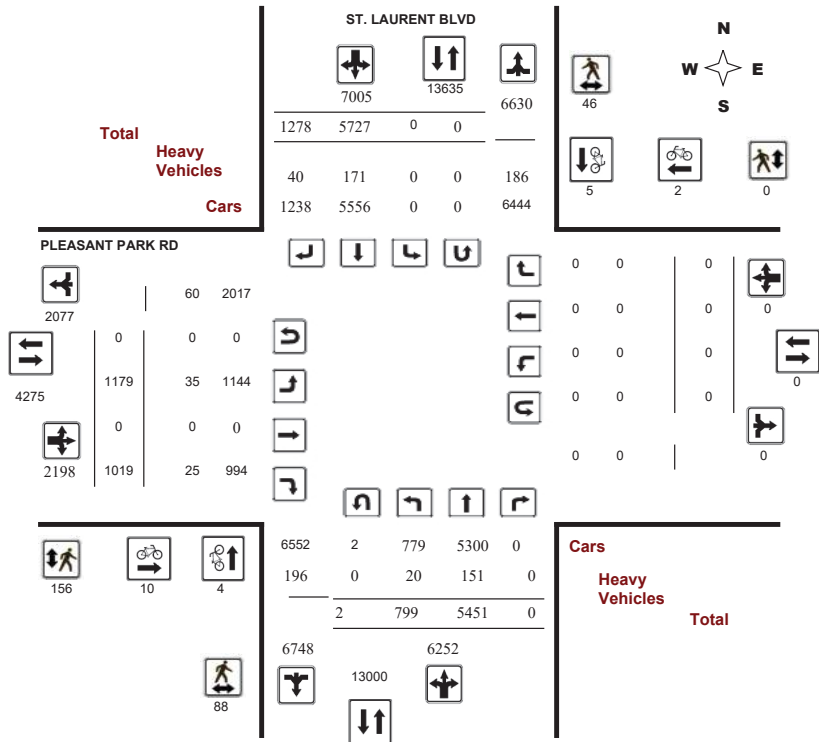 ST. LAURENT BLVD
N
W E
S
7005 13635 6630 46
1278 5727 0 0
Total
Heavy
Vehicles
40 171 0 0 186
Cars 1238 5556 0 0 6444
5 2 0
PLEASANT PARK RD
2077 60 2017
0 0 0
4275 1179 35 1144
0 0 0
2198 1019 25 994
0 0 0
0 0 0 0
0 0 0
0 0 0 0
0 0 0
156 10 4
6552 2 779 5300 0 Cars
196 0 20 151 0 Heavy
Vehicles
2 799 5451 0 Total
6748 13000 6252
88